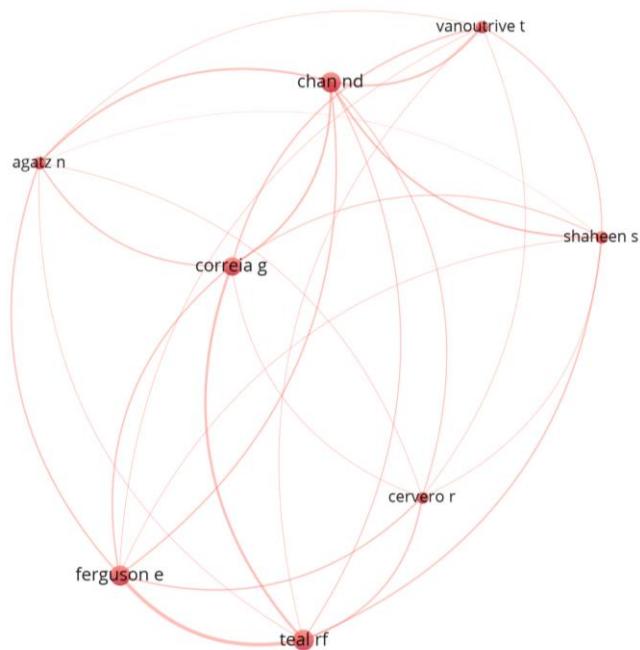 vanoutrive t
chan nd
agatz n
shaheen s
correia g
cervero r
ferguson e
teal rf